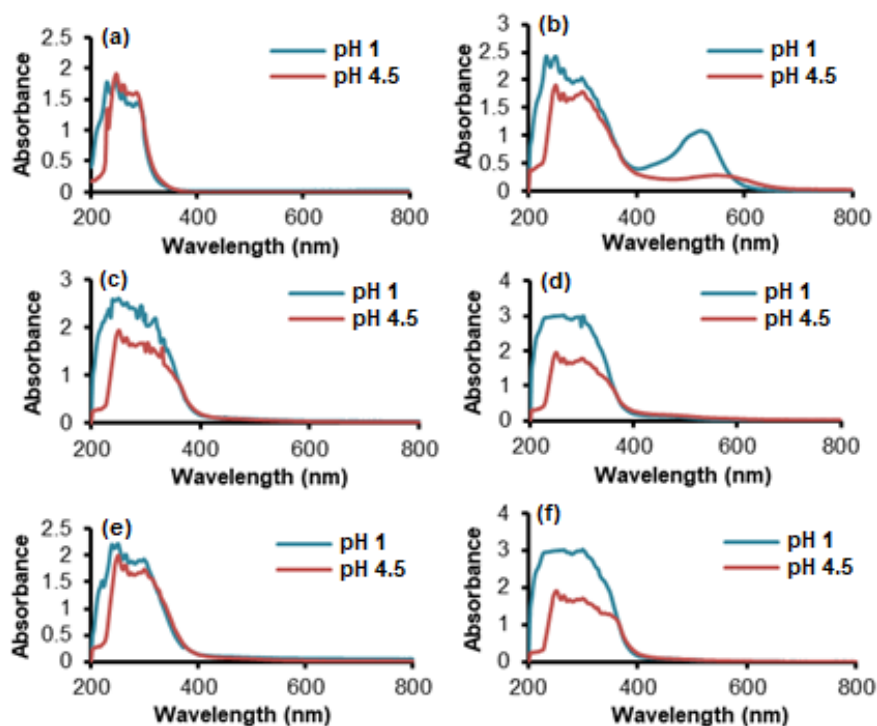 (a)
pH 1
pH 4.5
2.5
2
1.5
1
0.5
0
Absorbance
200 400 600 800
Wavelength (nm)
(b)
pH 1
pH 4.5
3
2.5
2
1.5
1
0.5
0
Absorbance
200 400 600 800
Wavelength (nm)
(c)
pH 1
pH 4.5
3
2
1
0
Absorbance
200 400 600 800
Wavelength (nm)
(d)
pH 1
pH 4.5
4
3
2
1
0
Absorbance
200 400 600 800
Wavelength (nm)
(e)
pH 1
pH 4.5
2.5
2
1.5
1
0.5
0
Absorbance
200 400 600 800
Wavelength (nm)
(f)
pH 1
pH 4.5
4
3
2
1
0
Absorbance
200 400 600 800
Wavelength (nm)